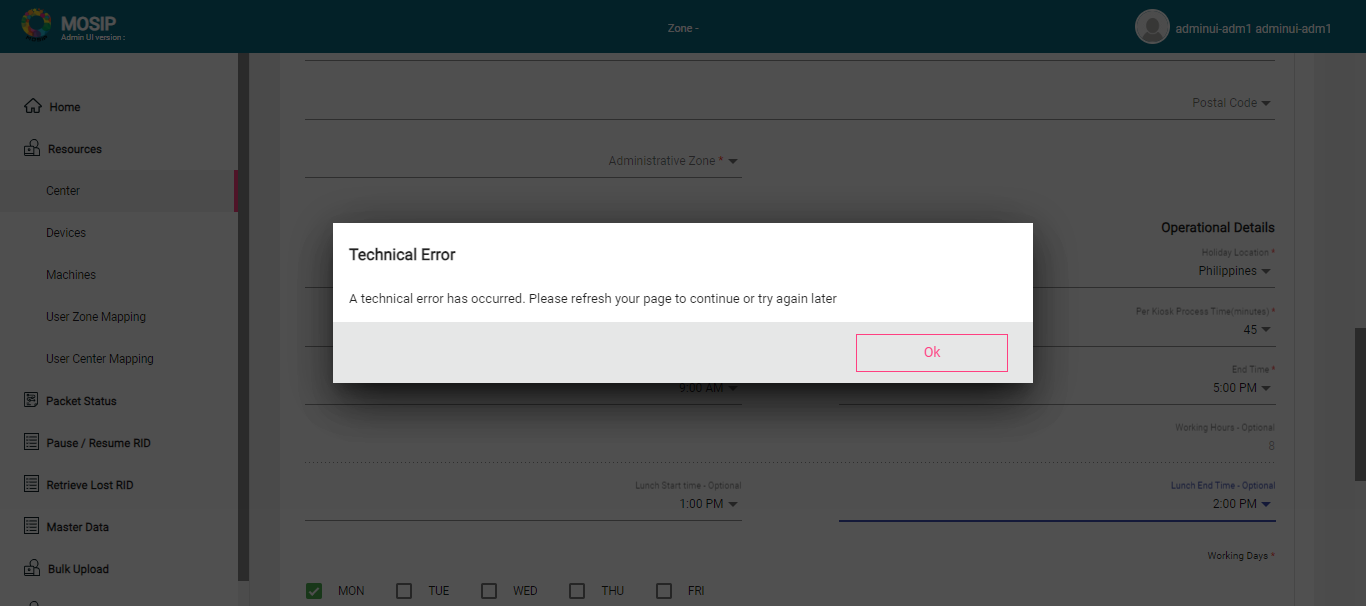 MOSIP
Admin UI version :
Zone -
adminui-adm1 adminui-adm1
Home
Resources
Center
Devices
Machines
User Zone Mapping
User Center Mapping
Packet Status
Pause / Resume RID
Retrieve Lost RID
Master Data
Bulk Upload
Postal Code
Administrative Zone *
Operational Details
Holiday Location *
Philippines
Technical Error
A technical error has occurred. Please refresh your page to continue or try again later
Ok
Per Kiosk Process Time(minutes) *
45
End Time *
9:00 AM
5:00 PM
Working Hours - Optional
8
Lunch Start time - Optional
1:00 PM
Lunch End Time - Optional
2:00 PM
Working Days *
MON TUE WED THU FRI